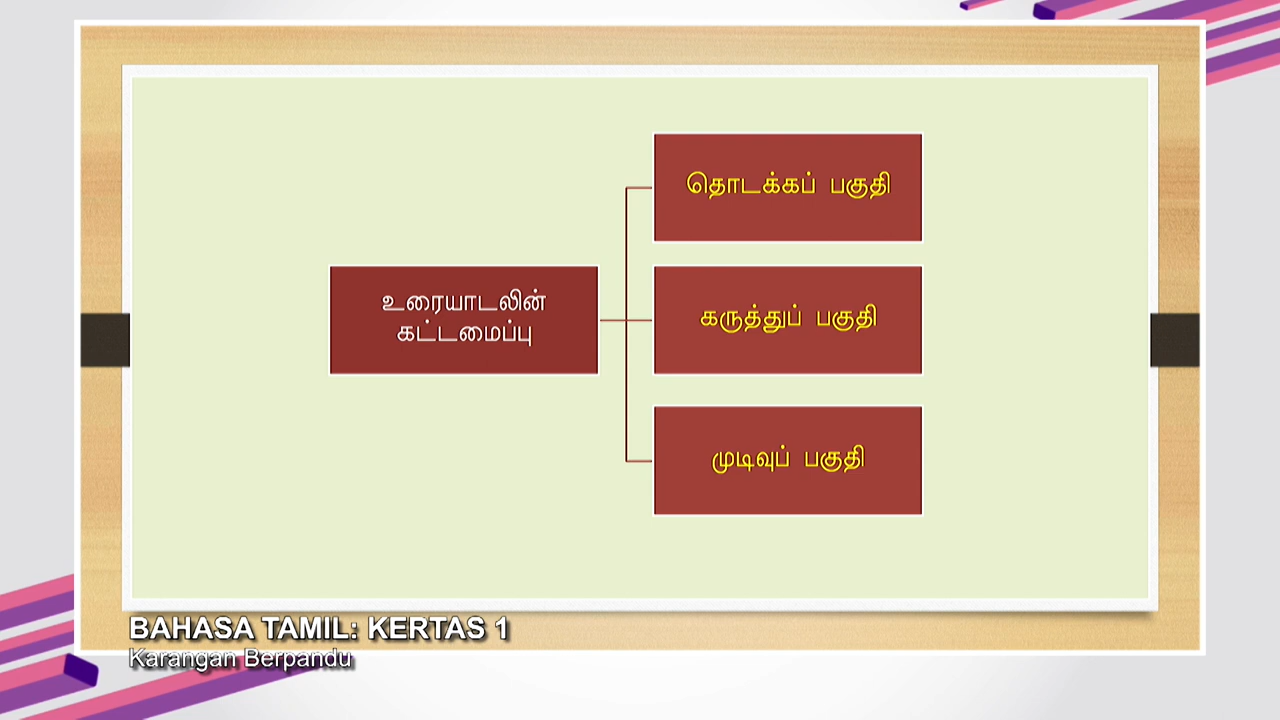 தொடக்கப் பகுதி
உரையாடலின்
கட்டமைப்பு
கருத்துப் பகுதி
முடிவுப் பகுதி
BAHASA TAMIL: KERTAS 1
Karangan Berpandu